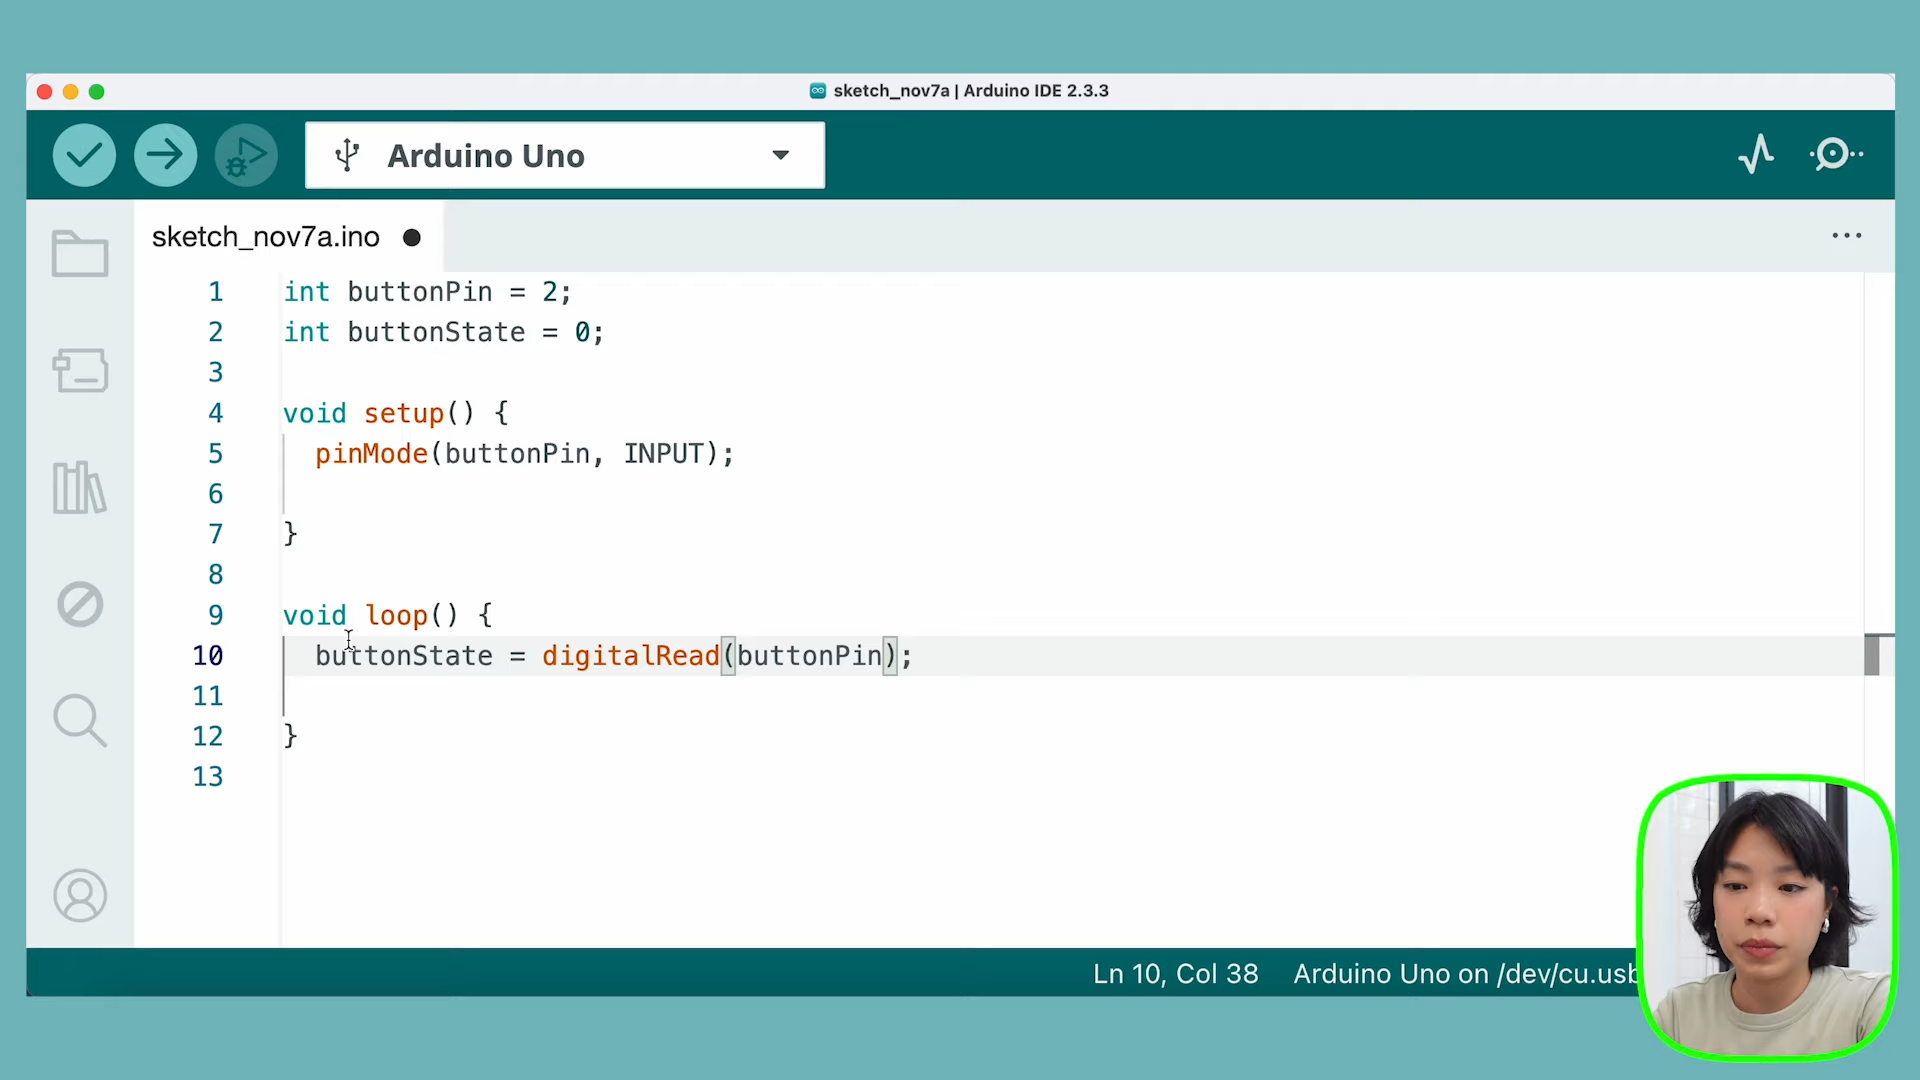 sketch_nov7a | Arduino IDE 2.3.3
Arduino Uno
sketch_nov7a.ino
1 int buttonPin = 2;
2 int buttonState = 0;
3
4 void setup() {
5 pinMode(buttonPin, INPUT);
6
7 }
8
9 void loop() {
10 buttonState = digitalRead(buttonPin);
11
12 }
13
Ln 10, Col 38 Arduino Uno on /dev/cu.usb